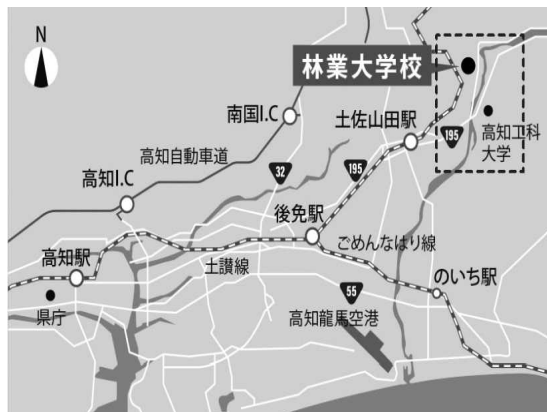 N
林業大学校
南国I.C
土佐山田駅
195
高知工科
大学
高知自動車道
32
195
高知I.C
後免駅
ごめんなはり線
高知駅
土讃線
のいち駅
55
県庁
高知龍馬空港